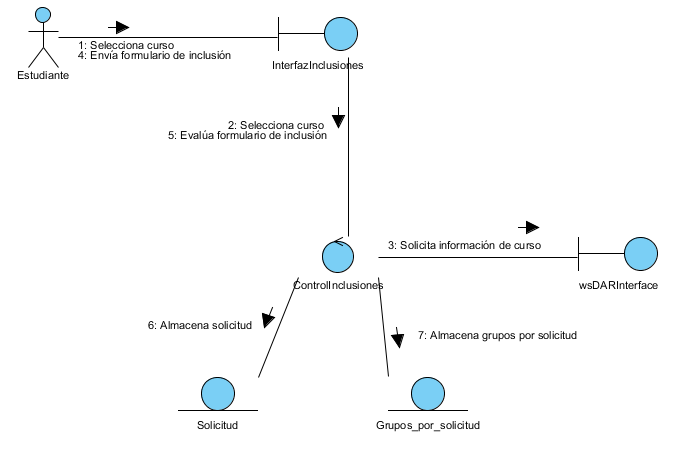 1: Selecciona curso
4: Envía formulario de inclusión
Estudiante
InterfazInclusiones
2: Selecciona curso
5: Evalúa formulario de inclusión
3: Solicita información de curso
ControlInclusiones
wsDARInterface
6: Almacena solicitud
7: Almacena grupos por solicitud
Solicitud
Grupos_por_solicitud